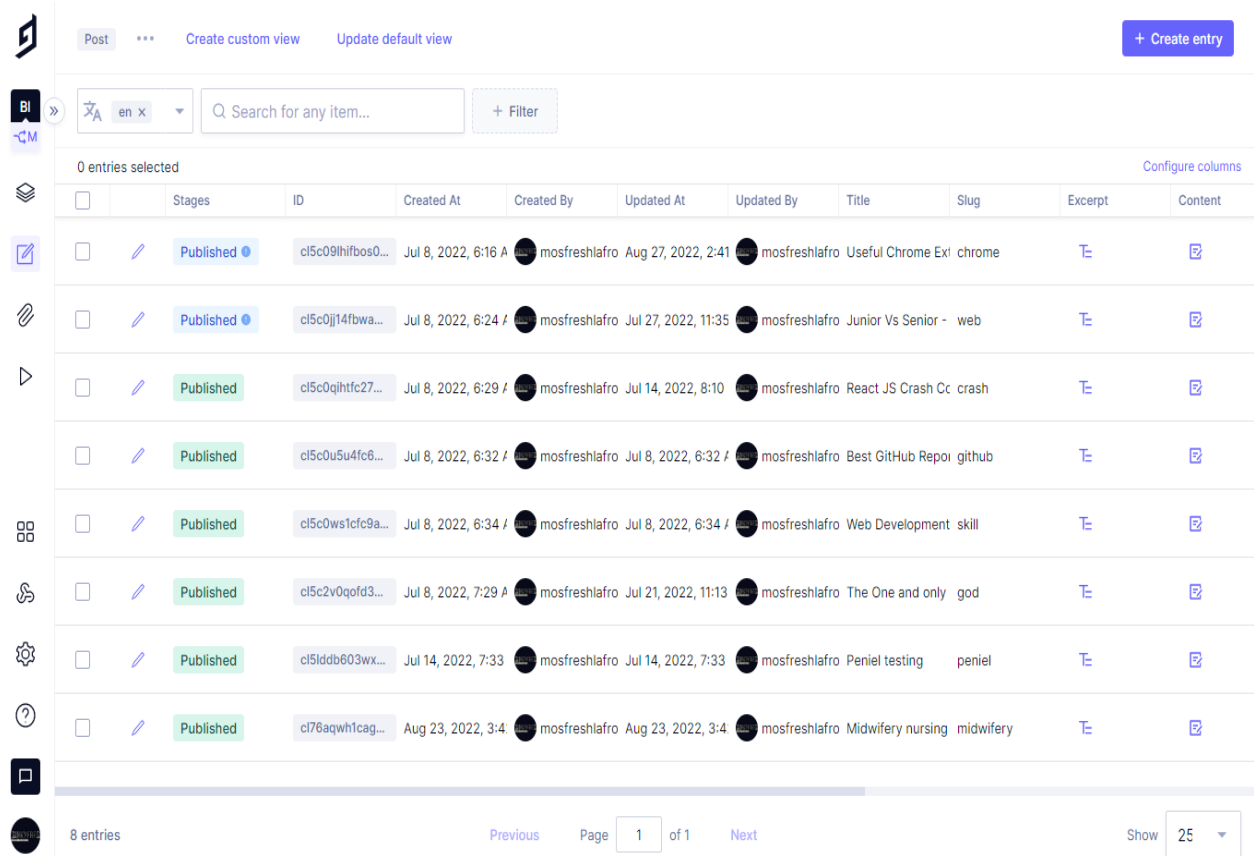 Post ••• Create custom view Update default view + Create entry
BI
M
en × Search for any item... + Filter
0 entries selected Configure columns
Stages ID Created At Created By Updated At Updated By Title Slug Excerpt Content
Published cl5c09lhifbos0... Jul 8, 2022, 6:16 A mosfreshlafro Aug 27, 2022, 2:41 mosfreshlafro Useful Chrome Ext chrome
Published cl5c0jj14fbwa... Jul 8, 2022, 6:24 A mosfreshlafro Jul 27, 2022, 11:35 mosfreshlafro Junior Vs Senior - web
Published cl5c0qihtfc27... Jul 8, 2022, 6:29 A mosfreshlafro Jul 14, 2022, 8:10 mosfreshlafro React JS Crash Co crash
Published cl5c0u5u4fc6... Jul 8, 2022, 6:32 A mosfreshlafro Jul 8, 2022, 6:32 A mosfreshlafro Best GitHub Repo github
Published cl5c0ws1cfc9a... Jul 8, 2022, 6:34 A mosfreshlafro Jul 8, 2022, 6:34 A mosfreshlafro Web Development skill
Published cl5c2v0qofd3... Jul 8, 2022, 7:29 A mosfreshlafro Jul 21, 2022, 11:13 mosfreshlafro The One and only god
Published cl5lddb603wx... Jul 14, 2022, 7:33 mosfreshlafro Jul 14, 2022, 7:33 mosfreshlafro Peniel testing peniel
Published cl76aqwh1cag... Aug 23, 2022, 3:4 mosfreshlafro Aug 23, 2022, 3:4 mosfreshlafro Midwifery nursing midwifery
8 entries Previous Page 1 of 1 Next Show 25